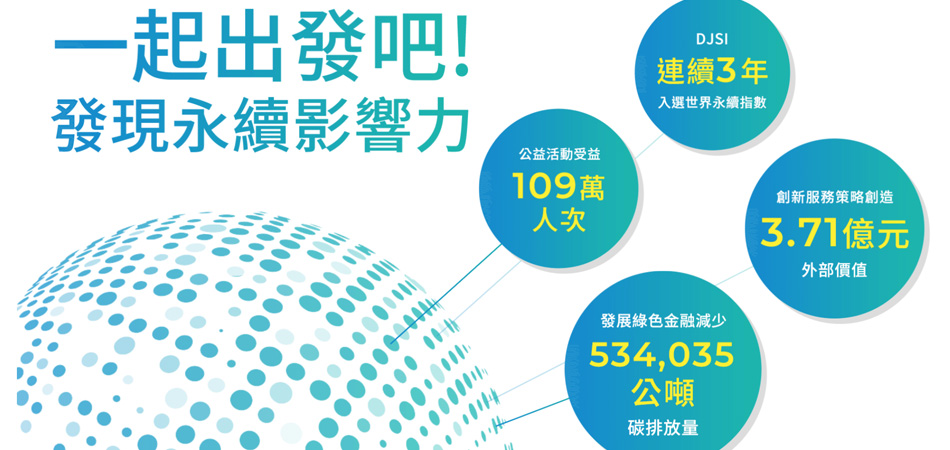 一起出發吧!
發現永續影響力
DJSI
連續3年
入選世界永續指數
公益活動受益
109萬
人次
創新服務策略創造
3.71億元
外部價值
發展綠色金融減少
534,035
公噸
碳排放量